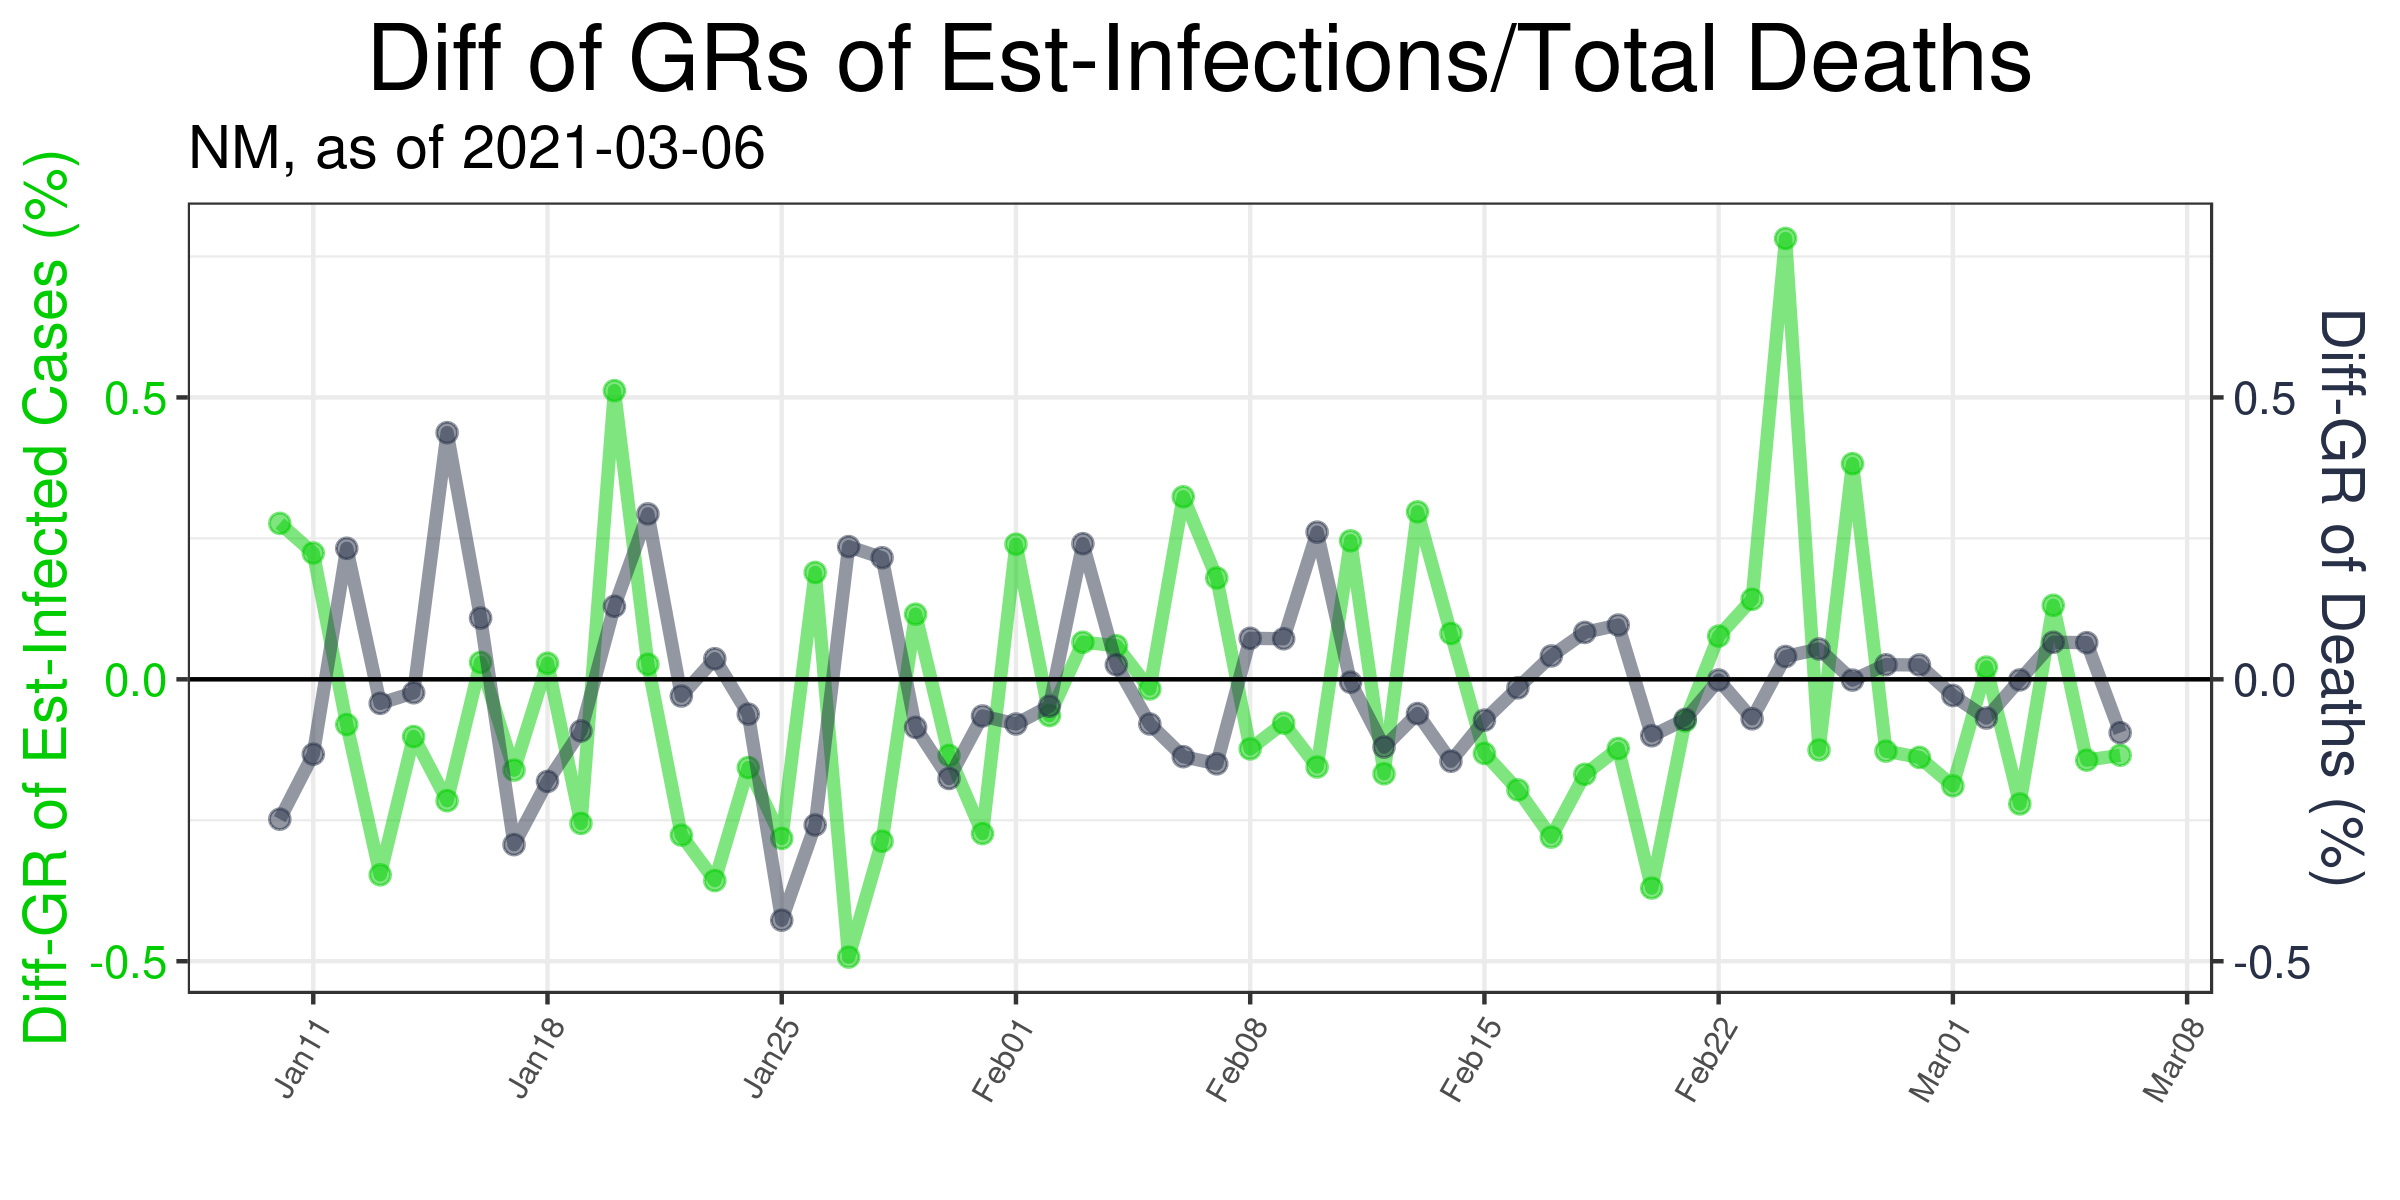 Diff of GRs of Est-Infections/Total Deaths
NM, as of 2021-03-06
Diff-GR of Est-Infected Cases (%)
0.5
0.0
-0.5
0.5
0.0
-0.5
Diff-GR of Deaths (%)
Jan11
Jan18
Jan25
Feb01
Feb08
Feb15
Feb22
Mar01
Mar08